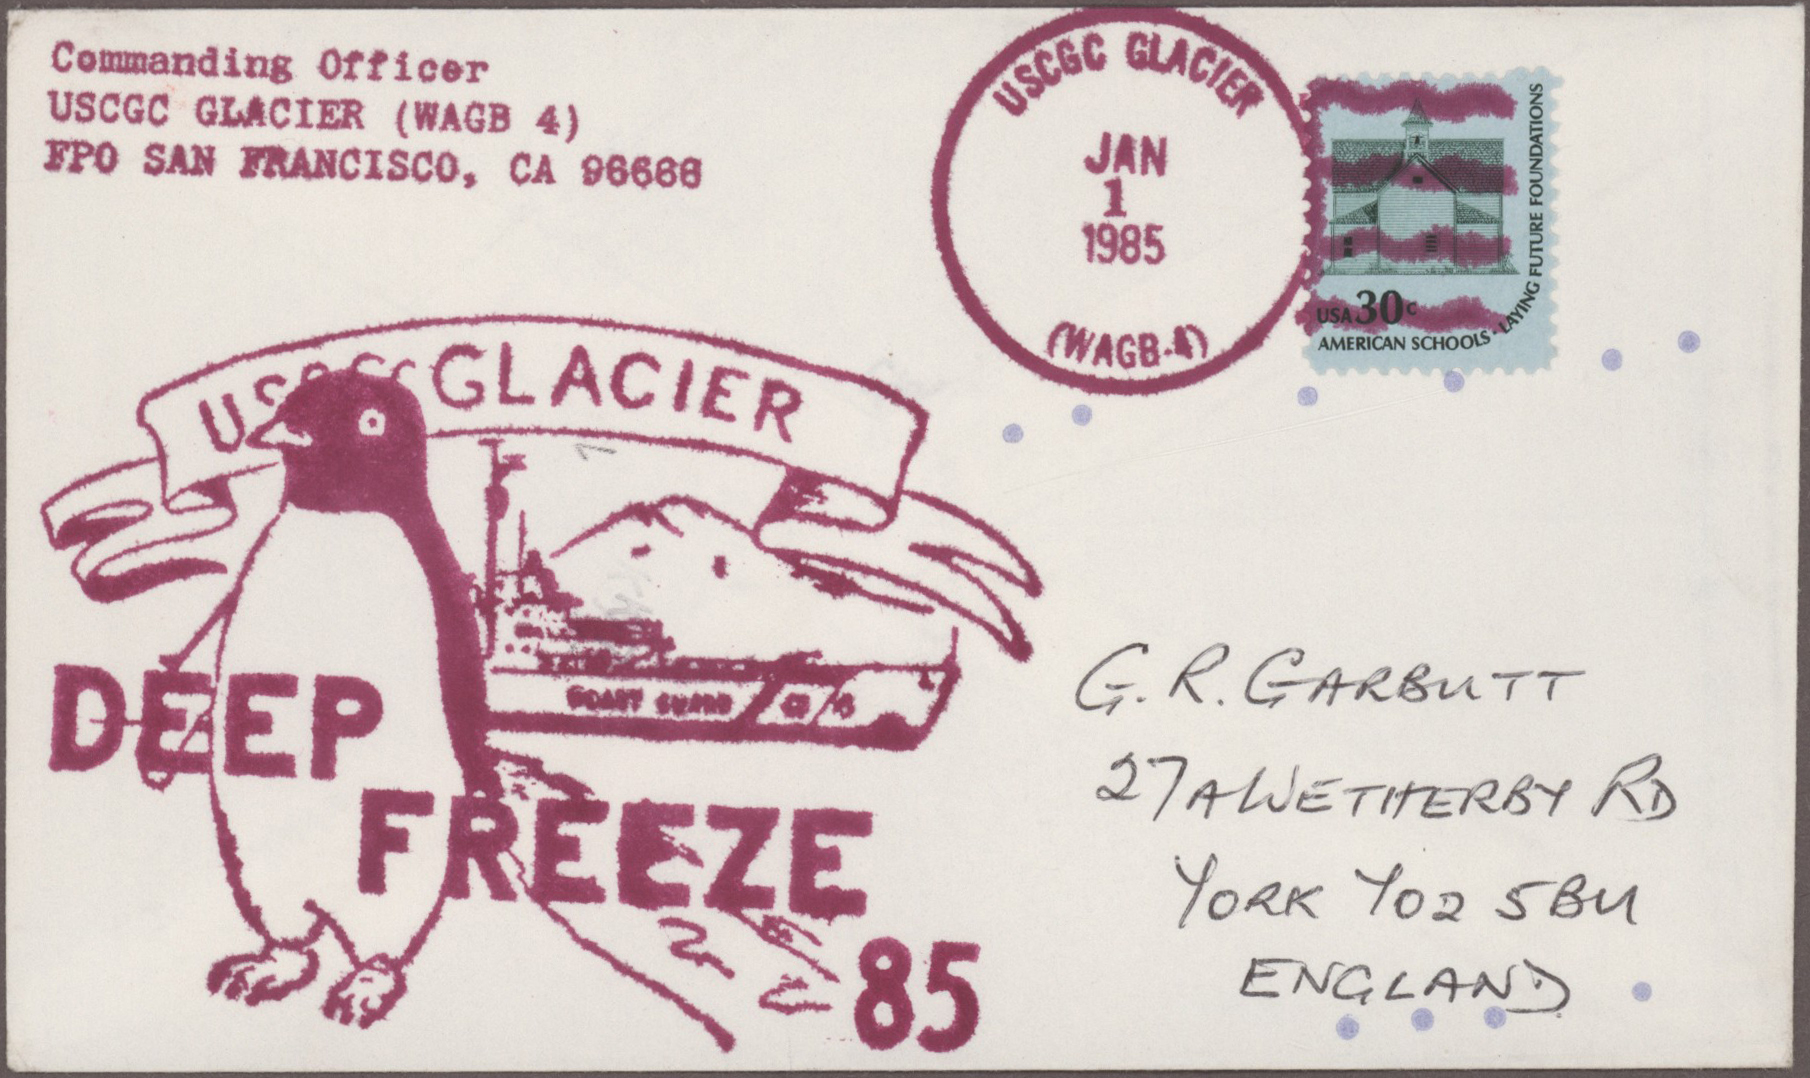 Commanding Officer
USCGC GLACIER (WAGB 4)
FPO SAN FRANCISCO, CA 96666
USCGC GLACIER
JAN
1
1985
(WAGB-4)
USA 30c
AMERICAN SCHOOLS · LAYING FUTURE FOUNDATIONS
USCGC GLACIER
COAST GUARD
DEEP
FREEZE
85
G. R. GARBUTT
27A WETHERBY RD
YORK YO2 5BU
ENGLAND